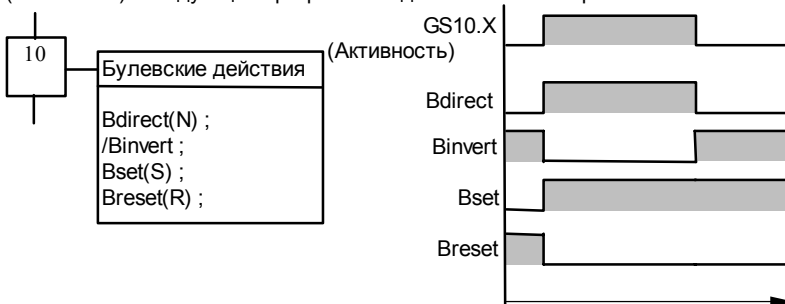 GS10.X
(Активность)
10
Булевские действия
Bdirect(N) ;
/Binvert ;
Bset(S) ;
Breset(R) ;
Bdirect
Binvert
Bset
Breset